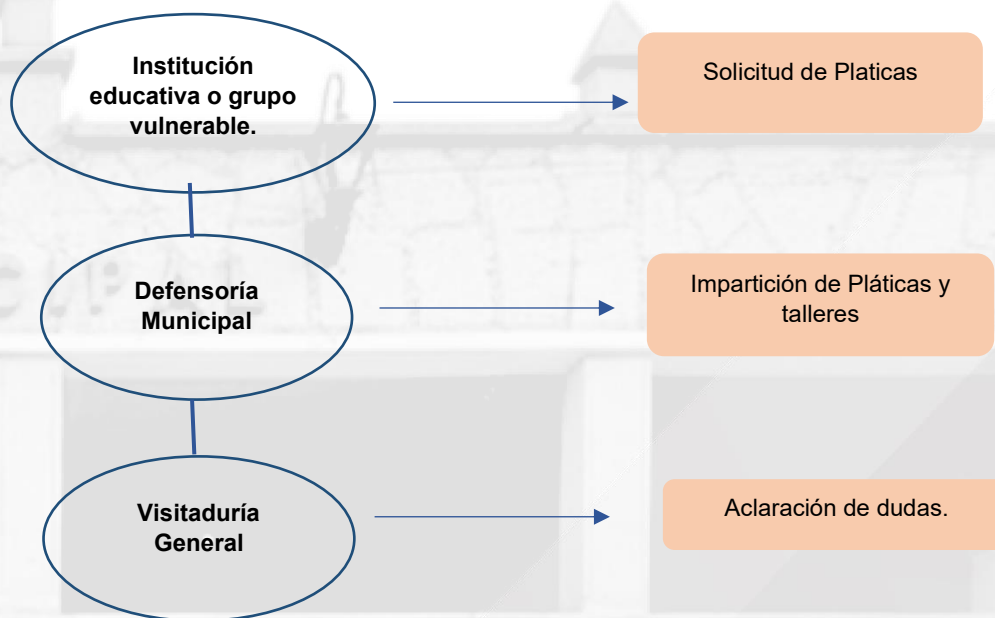 Institución
educativa o grupo
vulnerable.
Solicitud de Platicas
Defensoría
Municipal
Impartición de Pláticas y
talleres
Visitaduría
General
Aclaración de dudas.